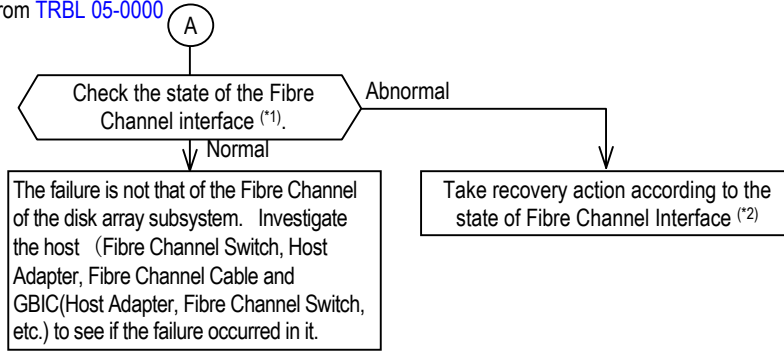 from TRBL 05-0000
A
Check the state of the Fibre
Channel interface (*1).
Abnormal
Normal
The failure is not that of the Fibre Channel
of the disk array subsystem. Investigate
the host (Fibre Channel Switch, Host
Adapter, Fibre Channel Cable and
GBIC(Host Adapter, Fibre Channel Switch,
etc.) to see if the failure occurred in it.
Take recovery action according to the
state of Fibre Channel Interface (*2)